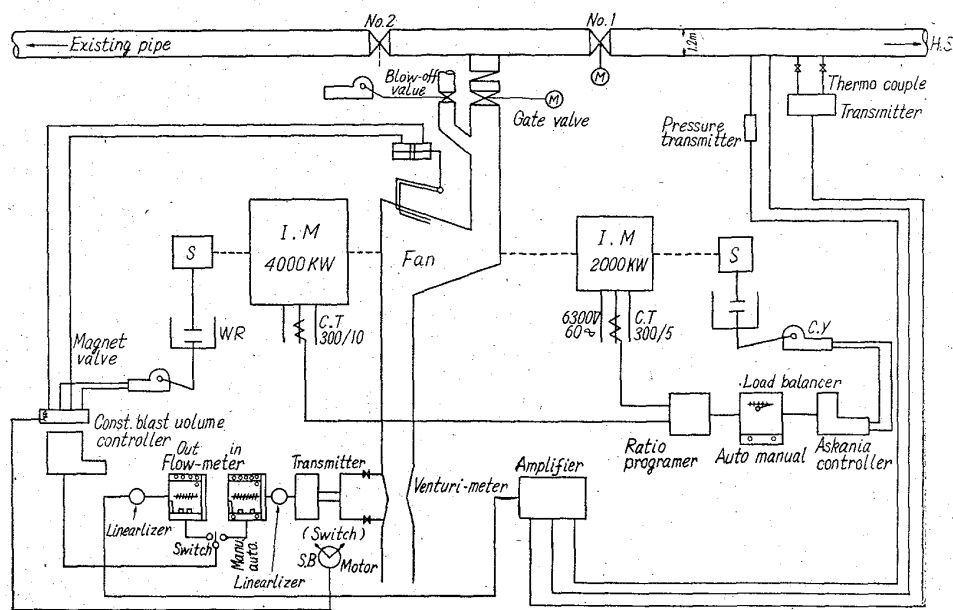 No.2
No.1
Existing pipe
1.2m
H.S.
Blow-off
value
M
M
Gate valve
Thermo couple
Transmitter
Pressure
transmitter
I.M
4000KW
S
Fan
I.M
2000KW
S
C.T
300/10
6300V
60~
C.T
300/5
WR
C.Y
Magnet
valve
Load balancer
Const. blast volume
controller
Ratio
programer
Auto manual
Askania
controller
Out
in
Flow-meter
Transmitter
Venturi-meter
Amplifier
Linearlizer
Switch
Manu.
auto.
Linearlizer
(Switch)
S.B
Motor